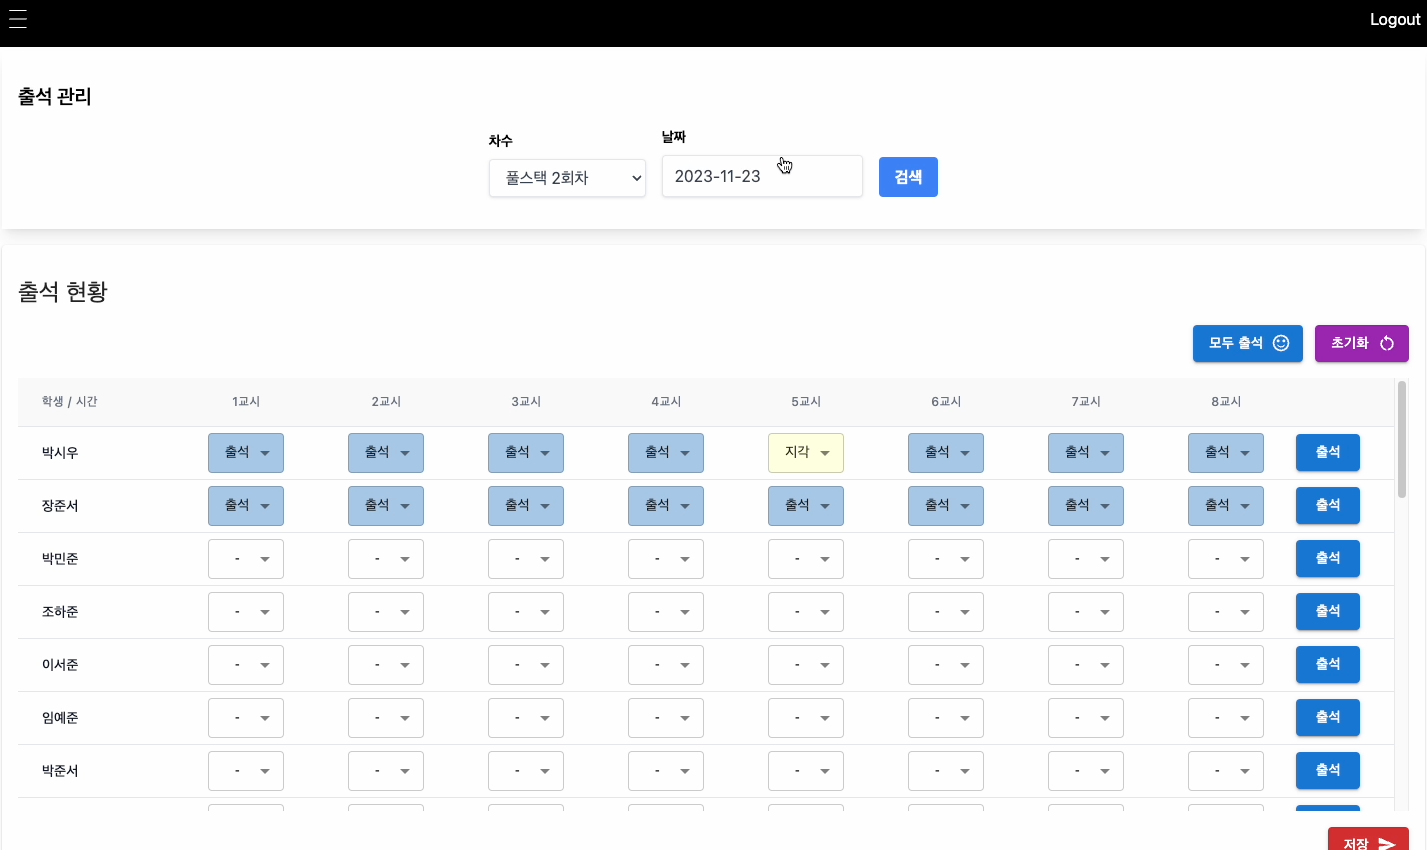 Logout
출석 관리
차수
날짜
풀스택 2회차
2023-11-23
검색
출석 현황
모두 출석
초기화
학생 / 시간 1교시 2교시 3교시 4교시 5교시 6교시 7교시 8교시
박시우 출석 출석 출석 출석 지각 출석 출석 출석 출석
장준서 출석 출석 출석 출석 출석 출석 출석 출석 출석
박민준 - - - - - - - - 출석
조하준 - - - - - - - - 출석
이서준 - - - - - - - - 출석
임예준 - - - - - - - - 출석
박준서 - - - - - - - - 출석
저장